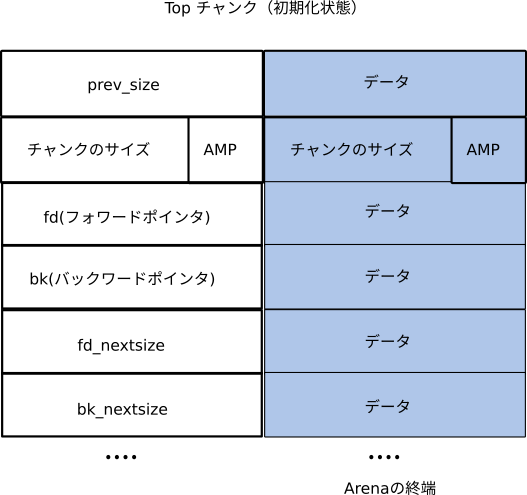 Top チャンク（初期化状態）
prev_size
データ
チャンクのサイズ
AMP
チャンクのサイズ
AMP
fd(フォワードポインタ)
データ
bk(バックワードポインタ)
データ
fd_nextsize
データ
bk_nextsize
データ
••••
••••
Arenaの終端